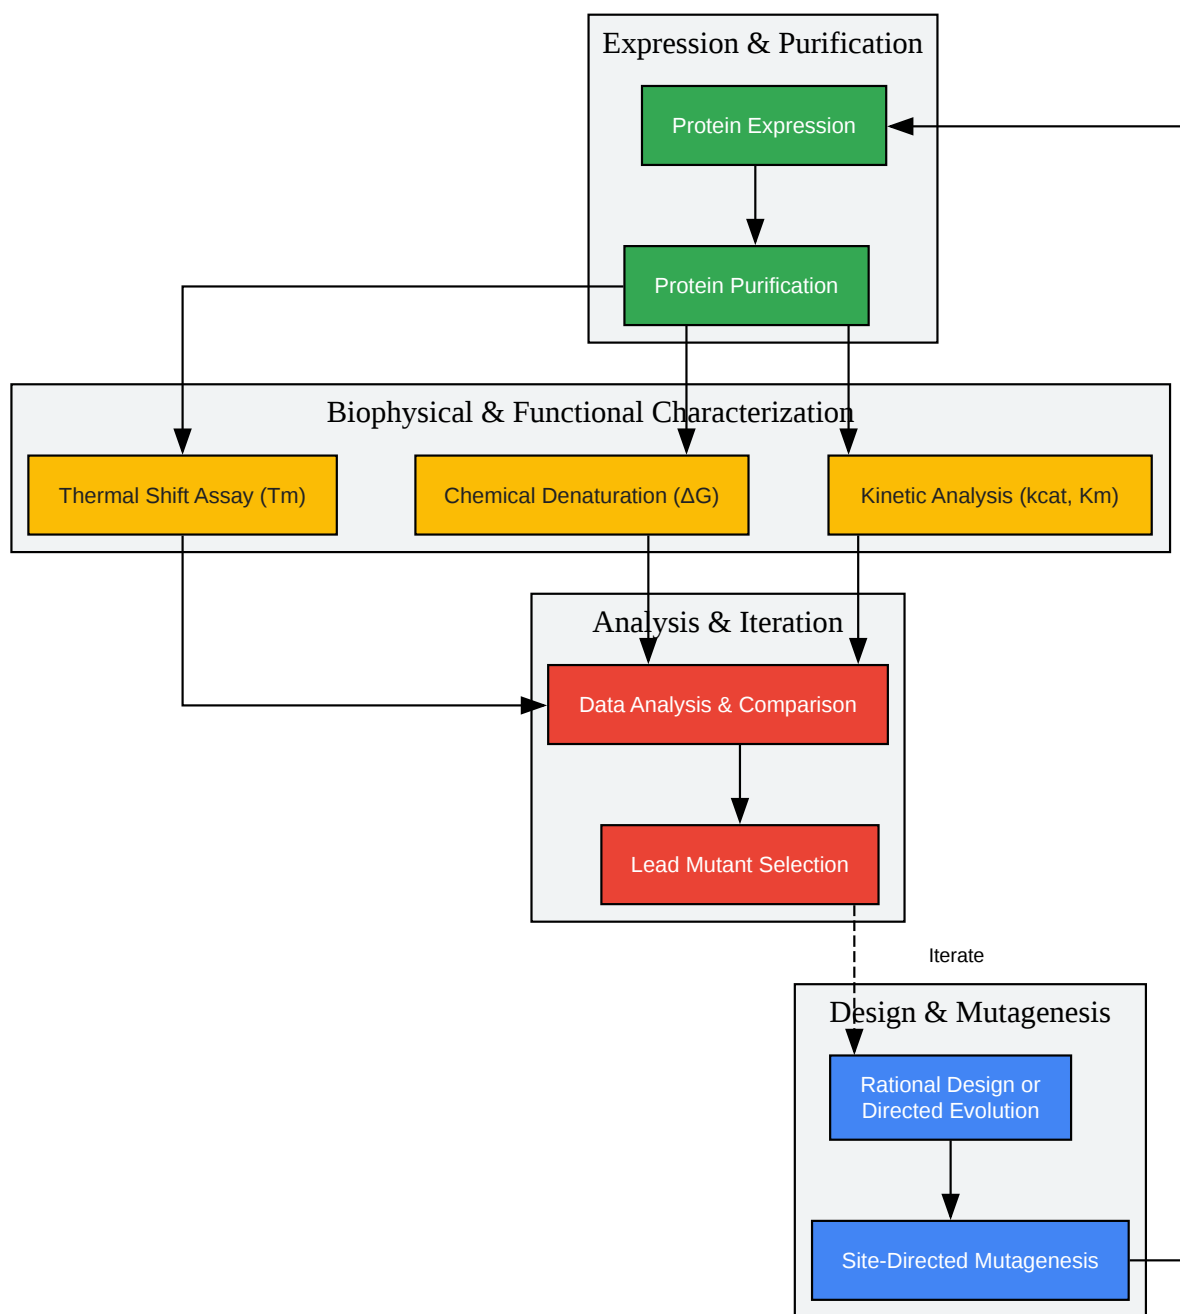 Expression & Purification
Protein Expression
Protein Purification
Biophysical & Functional Characterization
Thermal Shift Assay (Tm)
Chemical Denaturation (ΔG)
Kinetic Analysis (kcat, Km)
Analysis & Iteration
Data Analysis & Comparison
Lead Mutant Selection
Iterate
Design & Mutagenesis
Rational Design or
Directed Evolution
Site-Directed Mutagenesis